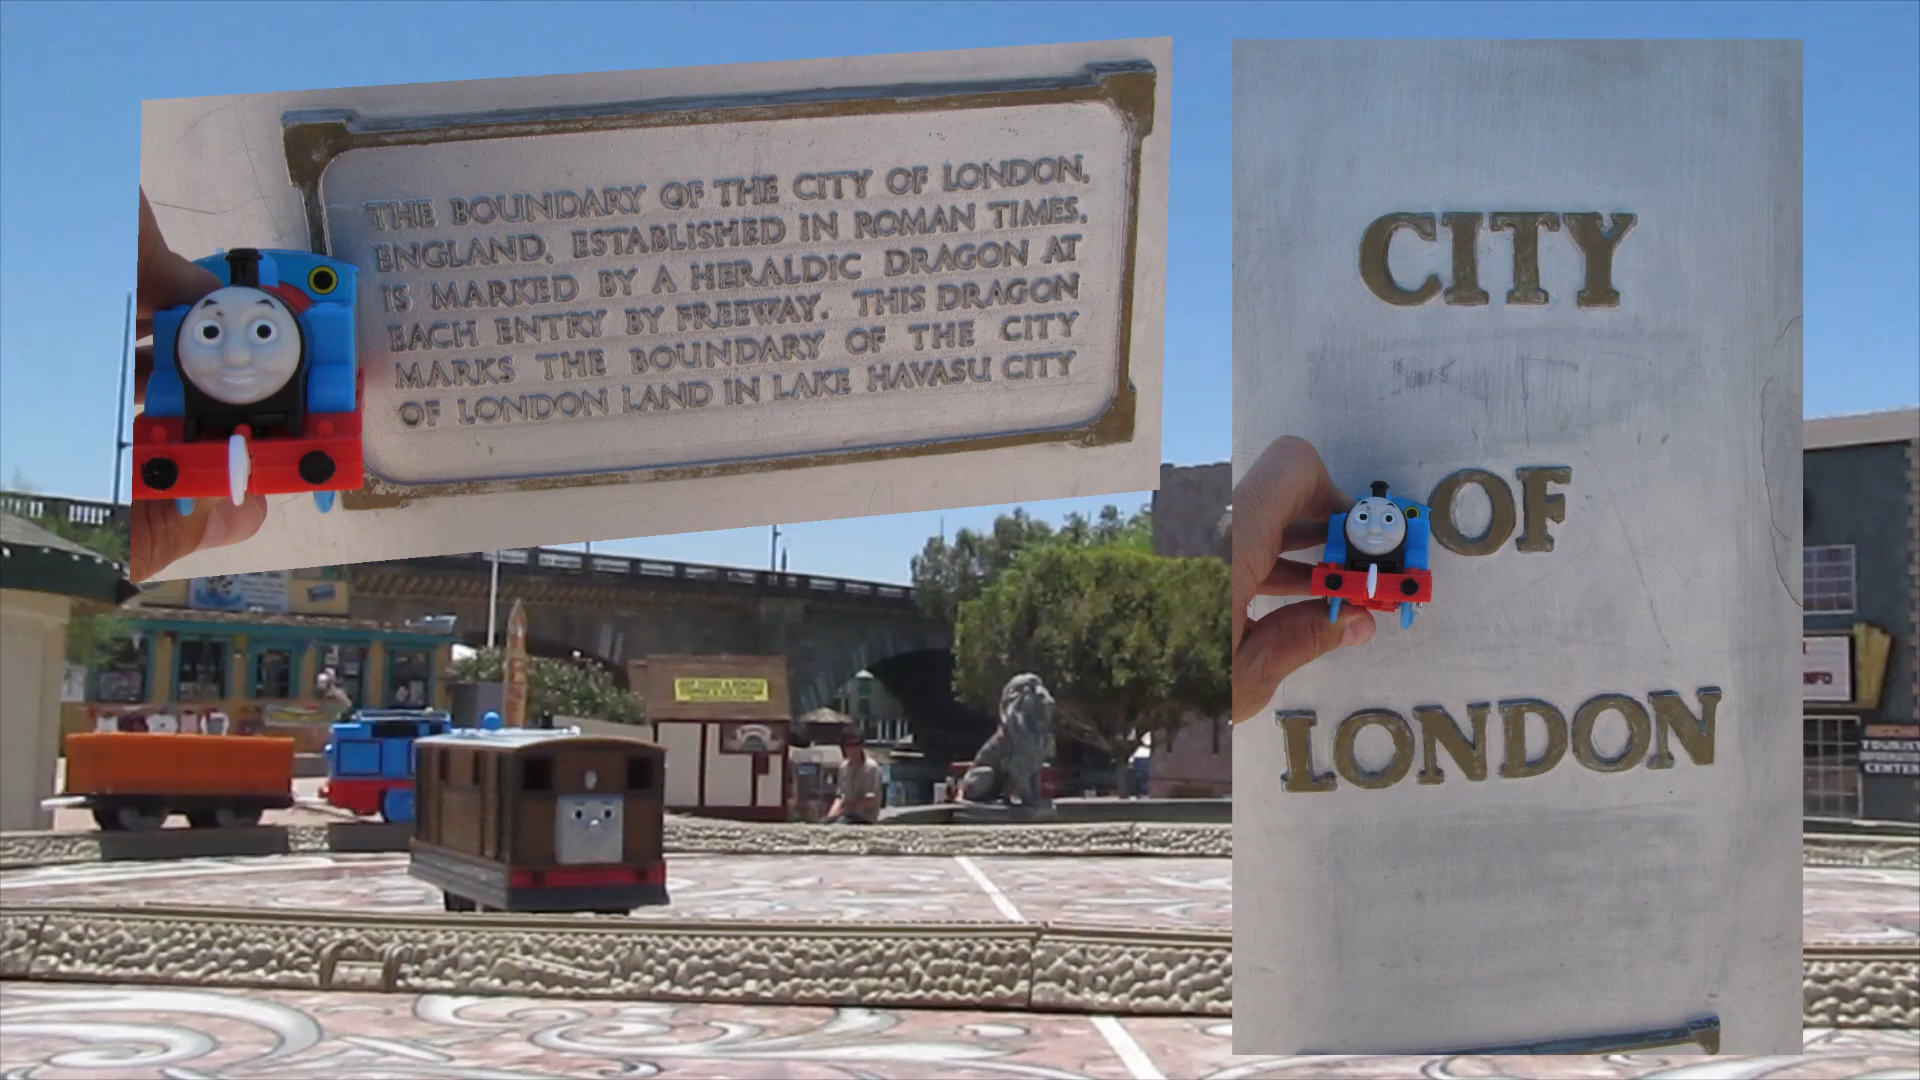 THE BOUNDARY OF THE CITY OF LONDON,
ENGLAND, ESTABLISHED IN ROMAN TIMES,
IS MARKED BY A HERALDIC DRAGON AT
EACH ENTRY BY FREEWAY. THIS DRAGON
MARKS THE BOUNDARY OF THE CITY
OF LONDON LAND IN LAKE HAVASU CITY
CITY
OF
LONDON
TOURIST
CENTER